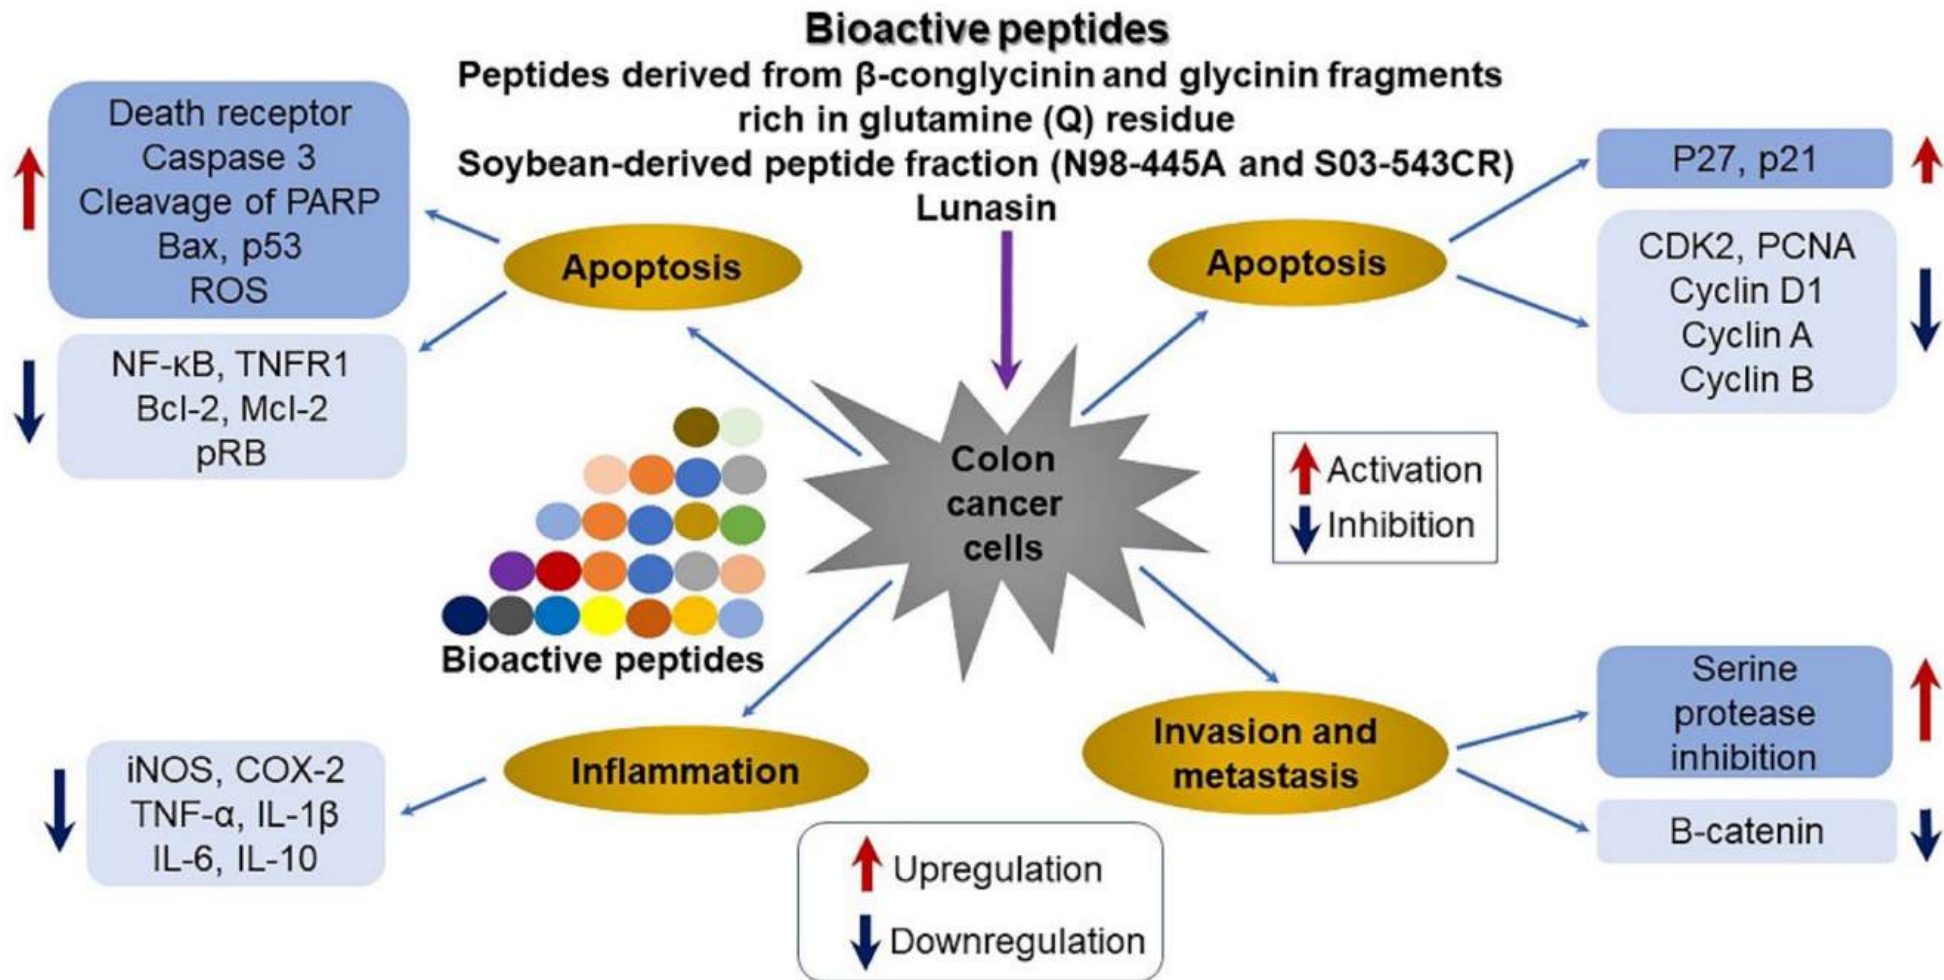 Bioactive peptides
Peptides derived from β-conglycinin and glycinin fragments
rich in glutamine (Q) residue
Soybean-derived peptide fraction (N98-445A and S03-543CR)
Lunasin
Death receptor
Caspase 3
Cleavage of PARP
Bax, p53
ROS
NF-κB, TNFR1
Bcl-2, Mcl-2
pRB
Apoptosis
Apoptosis
P27, p21
CDK2, PCNA
Cyclin D1
Cyclin A
Cyclin B
Colon
cancer
cells
Activation
Inhibition
Bioactive peptides
Inflammation
iNOS, COX-2
TNF-α, IL-1β
IL-6, IL-10
Invasion and
metastasis
Serine
protease
inhibition
B-catenin
Upregulation
Downregulation